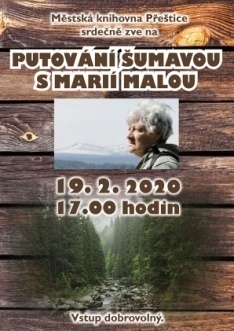 Městská knihovna Přeštice
srdečně zve na
PUTOVÁNÍ ŠUMAVOU
S MARIÍ MALOU
19. 2. 2020
17.00 hodin
Vstup dobrovolný.